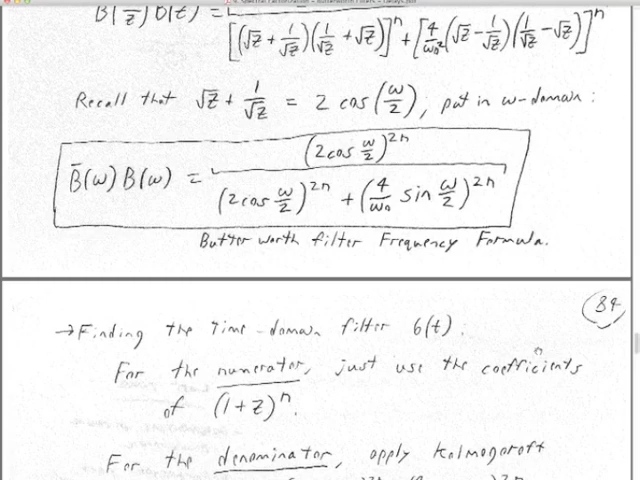 B(1/z) B(z) =
[(√z + 1/√z)(1/√z + √z)]^n + [4/ω₀² (√z − 1/√z)(1/√z − √z)]^n
Recall that √z + 1/√z = 2 cos(ω/2), put in ω-domain:
B̄(ω) B(ω) = (2cos ω/2)^2n / ((2cos ω/2)^2n + (4/ω₀ sin ω/2)^2n)
Butterworth filter Frequency Formula.
84
→ Finding the Time-domain filter b(t).
For the numerator, just use the coefficients
of (1+z)^n.
For the denominator, apply Kolmogoroff